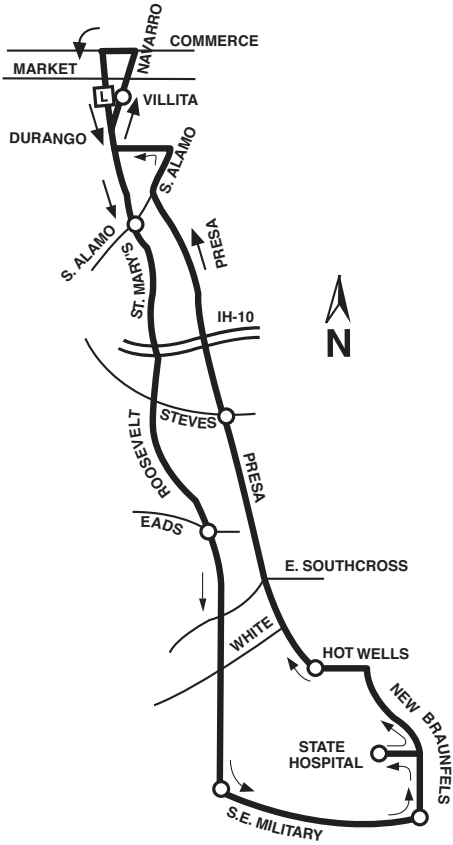 NAVARRO
COMMERCE
MARKET
L
VILLITA
DURANGO
S. ALAMO
S. ALAMO
ST. MARY'S
PRESA
IH-10
N
STEVES
ROOSEVELT
PRESA
EADS
E. SOUTHCROSS
WHITE
HOT WELLS
NEW BRAUNFELS
STATE
HOSPITAL
S.E. MILITARY